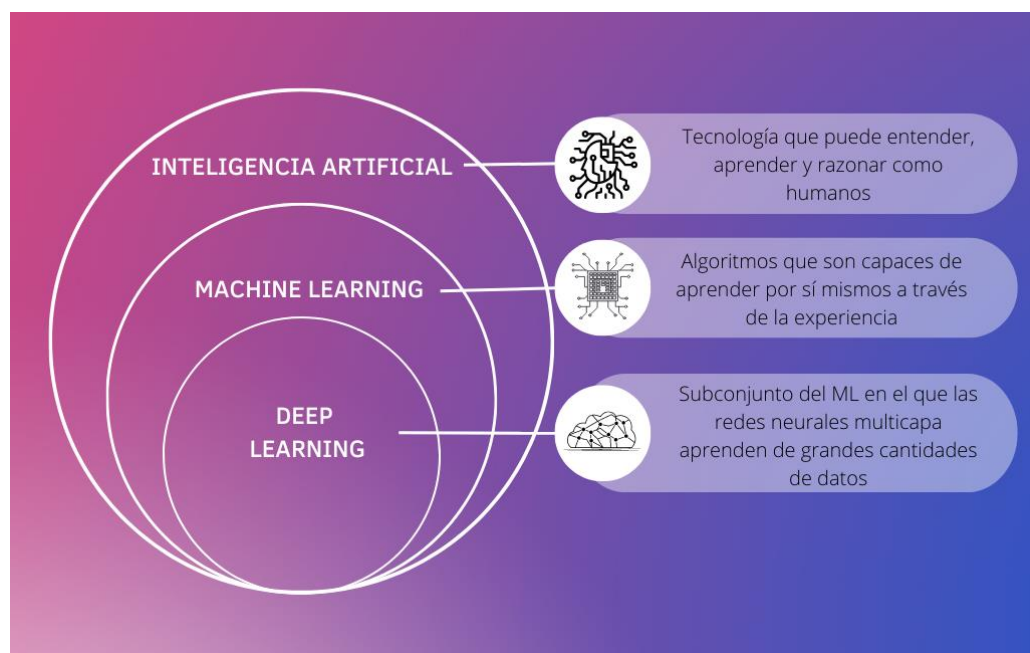 INTELIGENCIA ARTIFICIAL
Tecnología que puede entender,
aprender y razonar como
humanos
MACHINE LEARNING
Algoritmos que son capaces de
aprender por sí mismos a través
de la experiencia
DEEP
LEARNING
Subconjunto del ML en el que las
redes neurales multicapa
aprenden de grandes cantidades
de datos